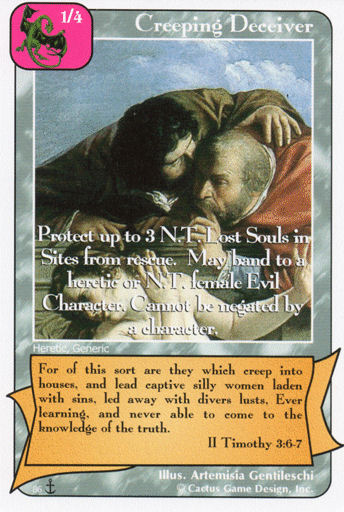 1/4
Creeping Deceiver
Protect up to 3 N.T. Lost Souls in
Sites from rescue. May band to a
heretic or N.T. female Evil
Character. Cannot be negated by
a character.
Heretic, Generic
For of this sort are they which creep into
houses, and lead captive silly women laden
with sins, led away with divers lusts, Ever
learning, and never able to come to the
knowledge of the truth.
II Timothy 3:6-7
Illus. Artemisia Gentileschi
86
© Cactus Game Design, Inc.